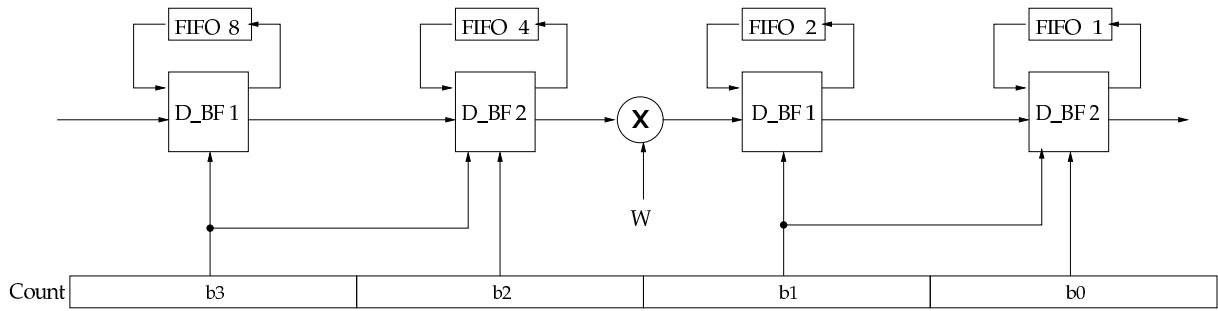 FIFO 8
FIFO 4
FIFO 2
FIFO 1
D_BF 1
D_BF 2
X
D_BF 1
D_BF 2
W
Count b3 b2 b1 b0